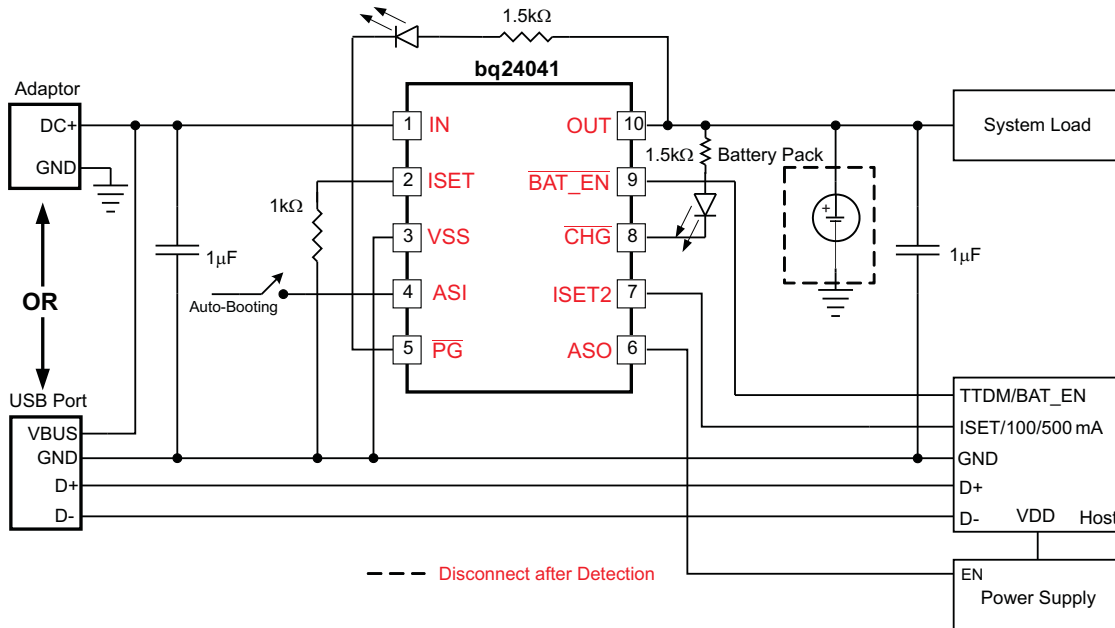 1.5kΩ
bq24041
Adaptor
DC+
GND
1 IN
OUT 10
System Load
1.5kΩ
Battery Pack
2 ISET
BAT_EN 9
1kΩ
+
3 VSS
CHG 8
1μF
1μF
OR
Auto-Booting
4 ASI
ISET2 7
5 PG
ASO 6
USB Port
TTDM/BAT_EN
VBUS
ISET/100/500 mA
GND
GND
D+
D+
D-
D-
VDD
Host
Disconnect after Detection
EN
Power Supply